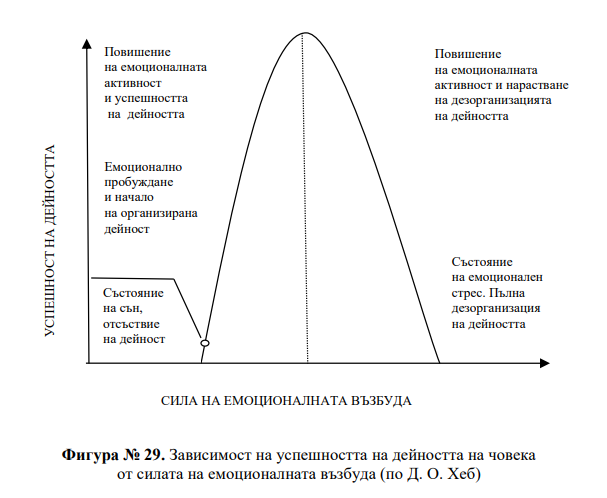 Повишение
на емоционалната
активност
и успешността
на дейността
Повишение
на емоционалната
активност и нарастване
на дезорганизацията
на дейността
Емоционално
пробуждане
и начало
на организирана
дейност
Състояние
на сън,
отсъствие
на дейност
Състояние
на емоционален
стрес. Пълна
дезорганизация
на дейността
УСПЕШНОСТ НА ДЕЙНОСТТА
СИЛА НА ЕМОЦИОНАЛНАТА ВЪЗБУДА
Фигура № 29. Зависимост на успешността на дейността на човека
от силата на емоционалната възбуда (по Д. О. Хеб)